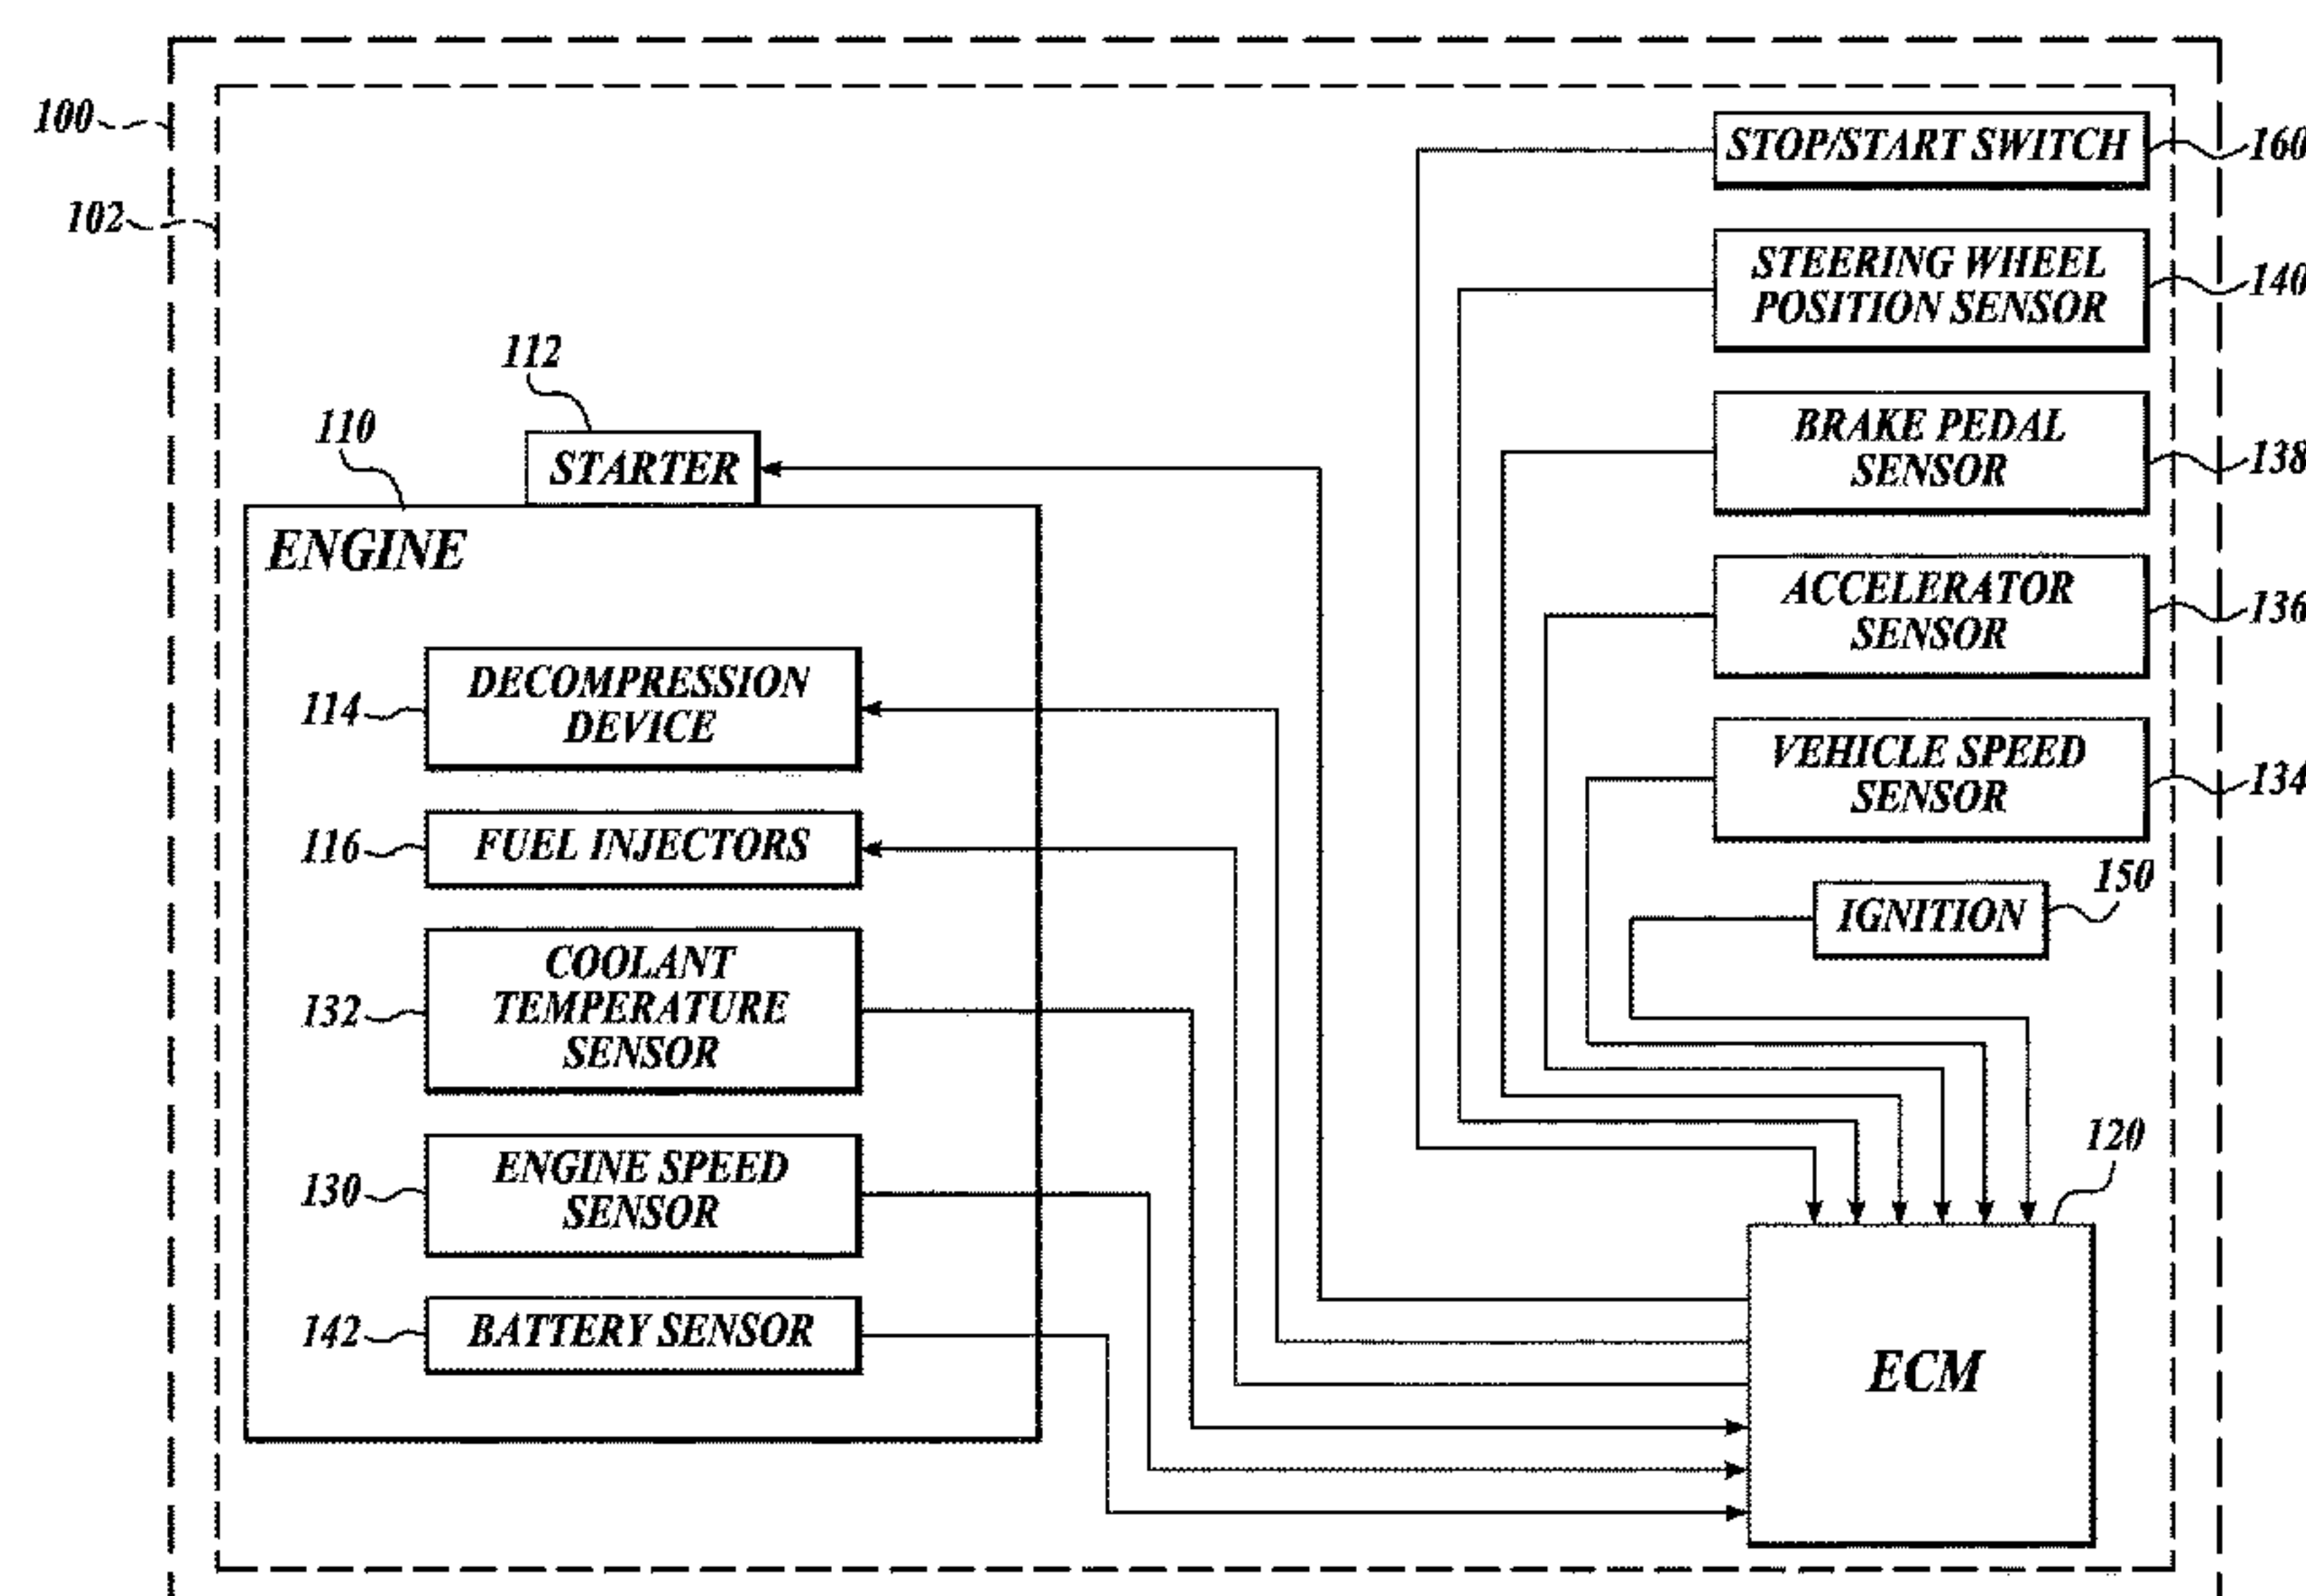 100
102
STOP/START SWITCH
160
STEERING WHEEL
POSITION SENSOR
140
112
STARTER
110
ENGINE
BRAKE PEDAL
SENSOR
138
ACCELERATOR
SENSOR
136
DECOMPRESSION
DEVICE
114
VEHICLE SPEED
SENSOR
134
116
FUEL INJECTORS
150
IGNITION
COOLANT
TEMPERATURE
SENSOR
132
120
ENGINE SPEED
SENSOR
130
142
BATTERY SENSOR
ECM